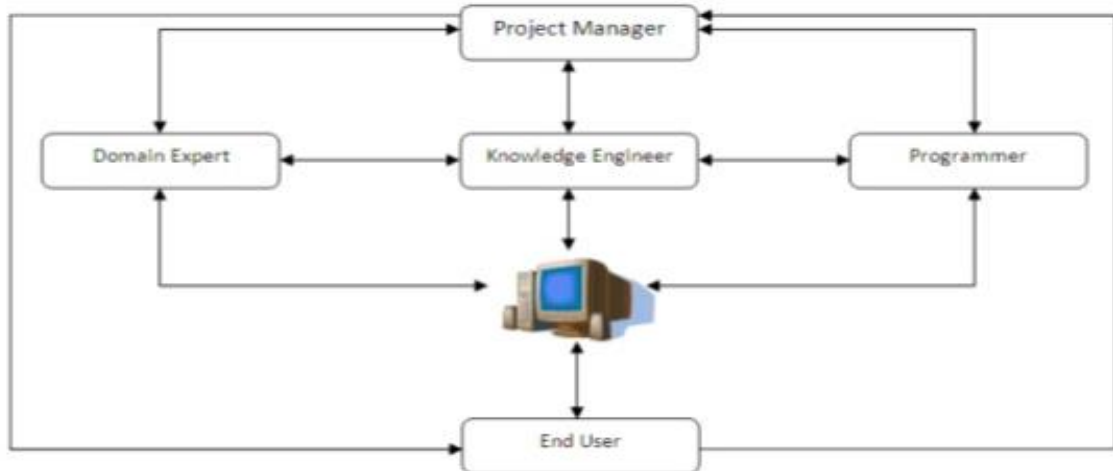 Project Manager
Domain Expert
Knowledge Engineer
Programmer
End User